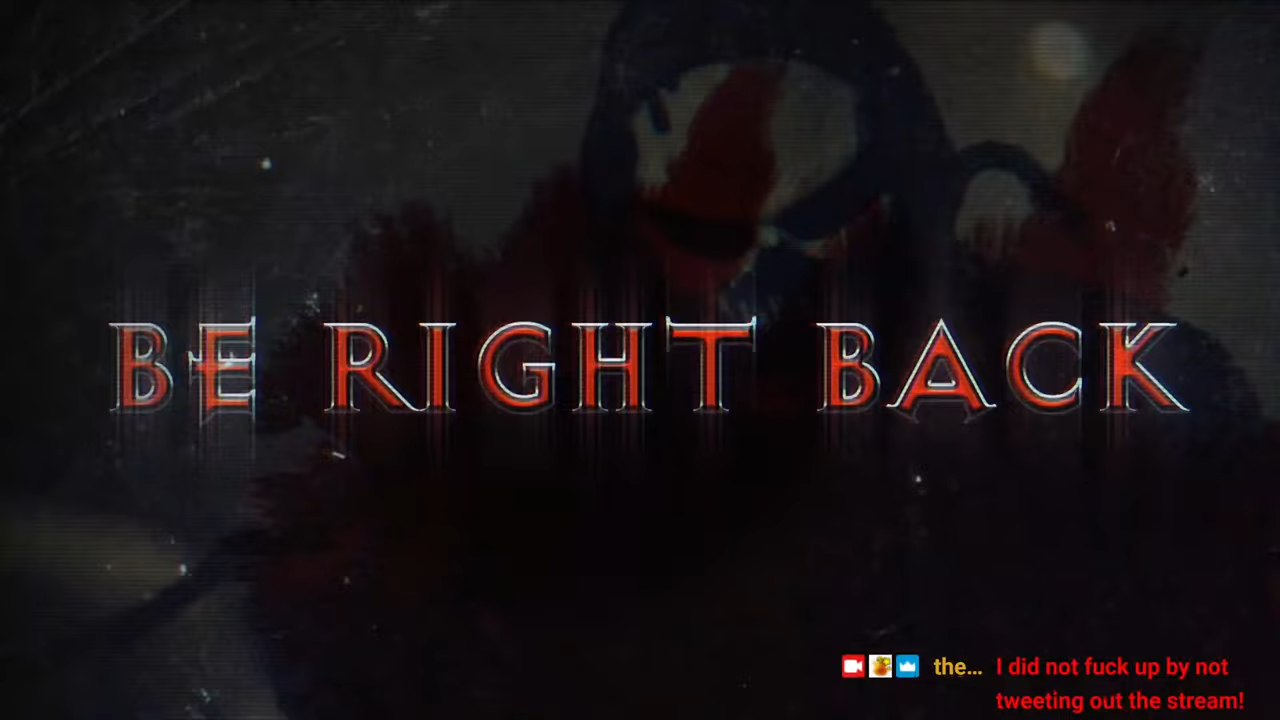 BE RIGHT BACK
the... I did not fuck up by not
tweeting out the stream!